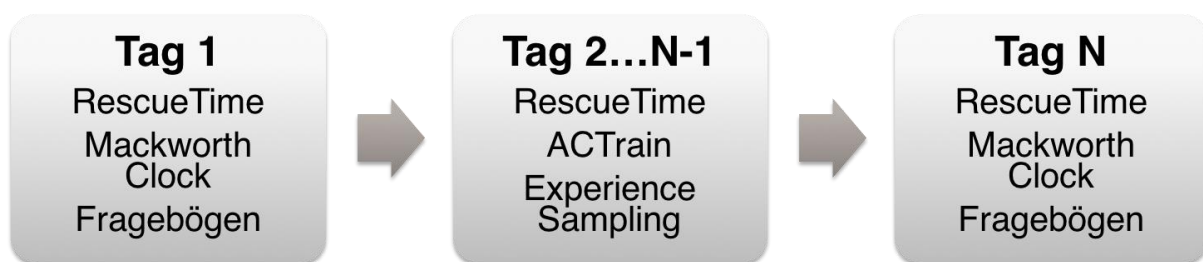 Tag 1
RescueTime
Mackworth
Clock
Fragebögen
Tag 2...N-1
RescueTime
ACTrain
Experience
Sampling
Tag N
RescueTime
Mackworth
Clock
Fragebögen